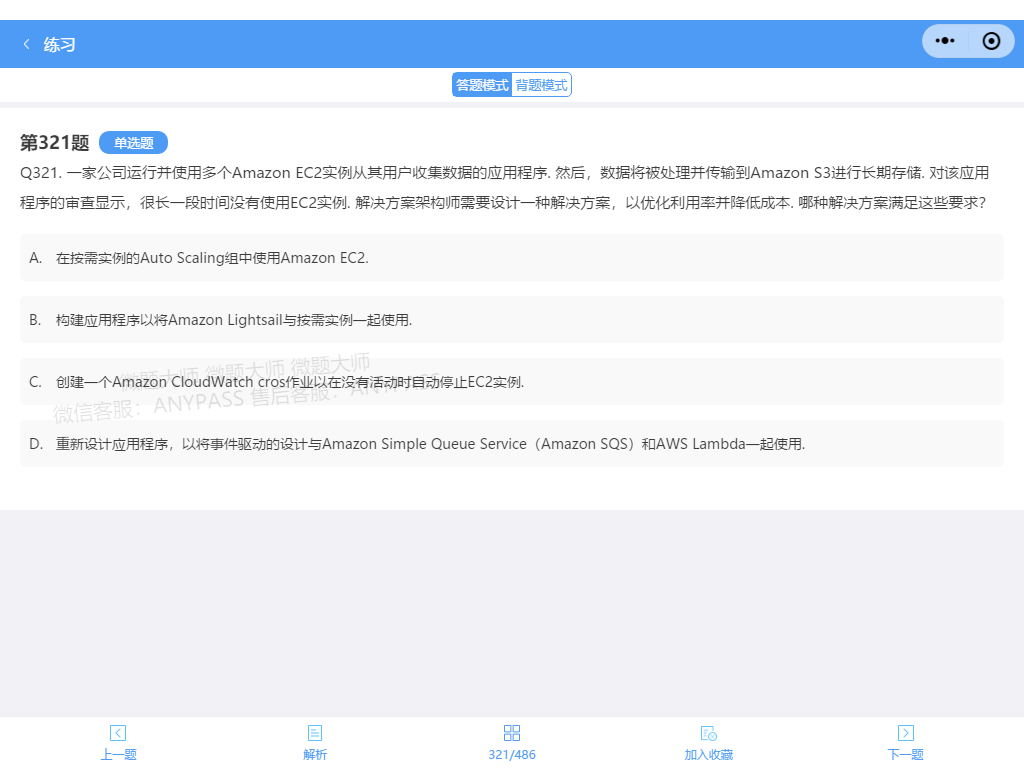 练习
答题模式 背题模式
第321题 单选题
Q321. 一家公司运行并使用多个Amazon EC2实例从其用户收集数据的应用程序. 然后，数据将被处理并传输到Amazon S3进行长期存储. 对该应用
程序的审查显示，很长一段时间没有使用EC2实例. 解决方案架构师需要设计一种解决方案，以优化利用率并降低成本. 哪种解决方案满足这些要求?
A. 在按需实例的Auto Scaling组中使用Amazon EC2.
B. 构建应用程序以将Amazon Lightsail与按需实例一起使用.
微题大师 微题大师 微题大师
C. 创建一个Amazon CloudWatch cros作业以在没有活动时自动停止EC2实例.
微信客服：ANYPASS 售后客服：ANYPASS
D. 重新设计应用程序，以将事件驱动的设计与Amazon Simple Queue Service（Amazon SQS）和AWS Lambda一起使用.
上一题 解析 321/486 加入收藏 下一题